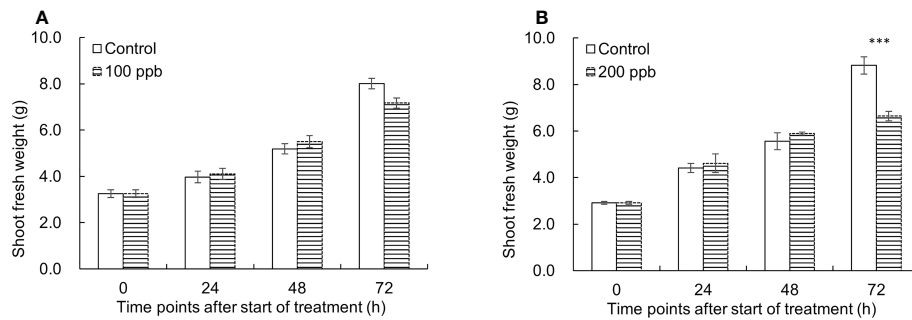 A
10.0
Control
100 ppb
8.0
6.0
4.0
2.0
0.0
Shoot fresh weight (g)
0 24 48 72
Time points after start of treatment (h)
B
10.0
Control
200 ppb
***
8.0
6.0
4.0
2.0
0.0
Shoot fresh weight (g)
0 24 48 72
Time points after start of treatment (h)